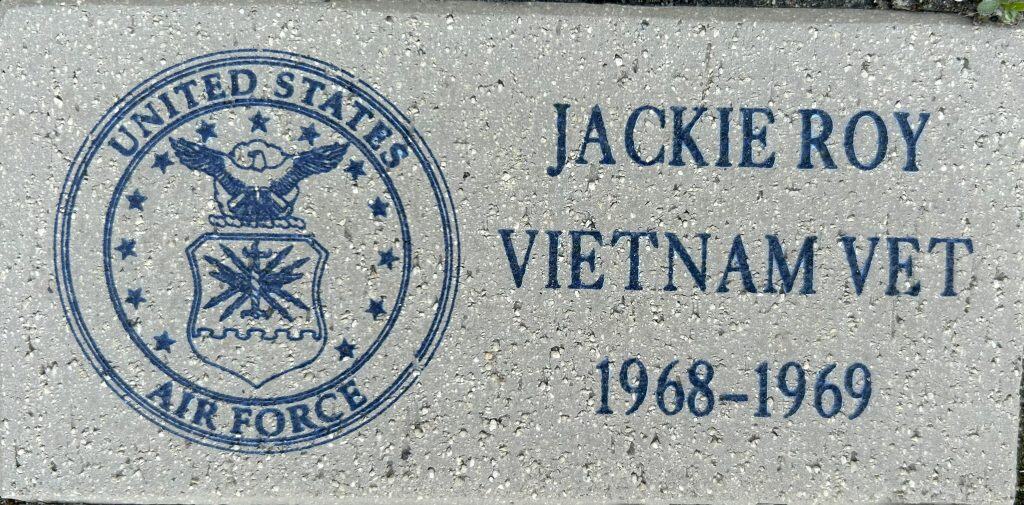 UNITED STATES
AIR FORCE
JACKIE ROY
VIETNAM VET
1968-1969